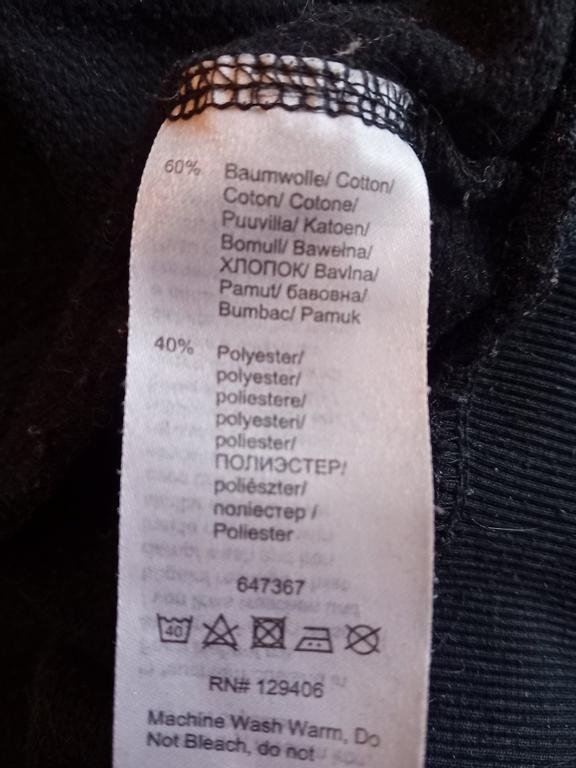 60% Baumwolle/ Cotton/
Coton/ Cotone/
Puuvilla/ Katoen/
Bomull/ Bawełna/
ХЛОПОК/ Bavlna/
Pamut/ бавовна/
Bumbac/ Pamuk
40% Polyester/
polyester/
poliestere/
polyesteri/
poliester/
ПОЛИЭСТЕР/
poliészter/
поліестер /
Poliester
647367
40
RN# 129406
Machine Wash Warm, Do
Not Bleach, do not